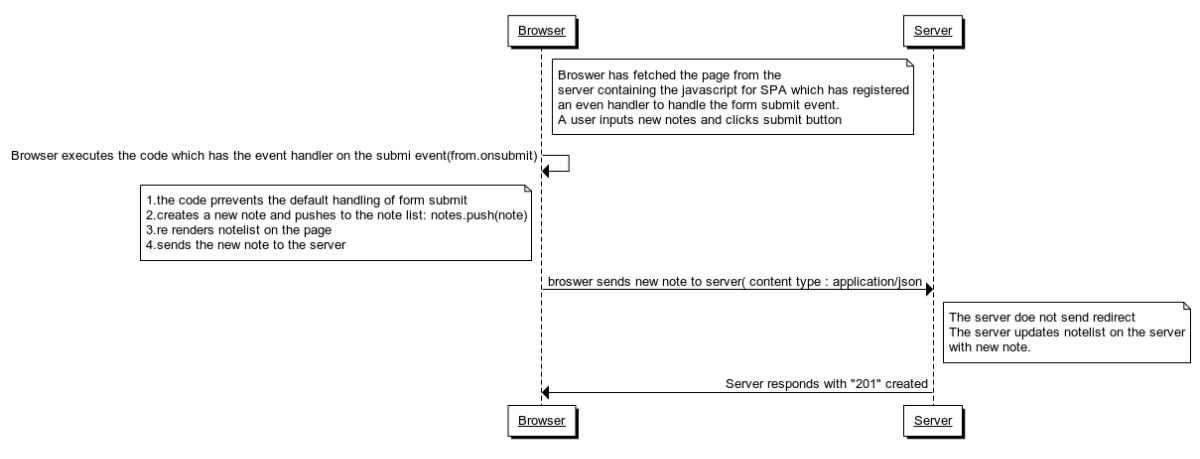 Browser
Server
Broswer has fetched the page from the
server containing the javascript for SPA which has registered
an even handler to handle the form submit event.
A user inputs new notes and clicks submit button
Browser executes the code which has the event handler on the submi event(from.onsubmit)
1.the code prrevents the default handling of form submit
2.creates a new note and pushes to the note list: notes.push(note)
3.re renders notelist on the page
4.sends the new note to the server
broswer sends new note to server( content type : application/json
The server doe not send redirect
The server updates notelist on the server
with new note.
Server responds with "201" created
Browser
Server